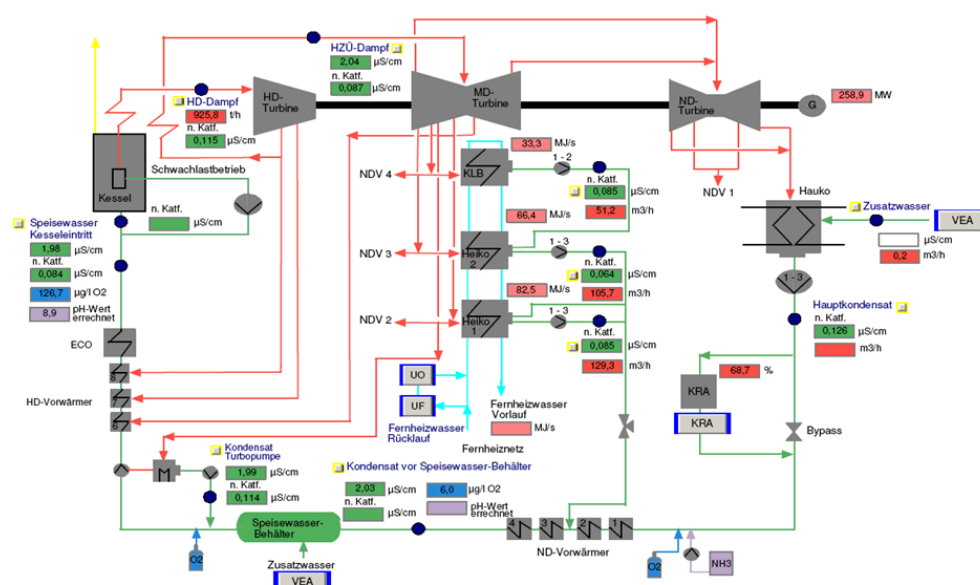 HZÜ-Dampf
2,04 µS/cm
n. Katf.
0,087 µS/cm
HD-Turbine
MD-Turbine
ND-Turbine
G
258,9 MW
HD-Dampf
925,8 t/h
n. Katf.
0,115 µS/cm
Schwachlastbetrieb
Kessel
n. Katf.
µS/cm
Speisewasser
Kesseleintritt
1,98 µS/cm
n. Katf.
0,084 µS/cm
126,7 µg/l O2
8,9 pH-Wert
errechnet
ECO
8
HD-Vorwärmer
7
6
33,3 MJ/s
KLB
NDV 4
1 - 2
n. Katf.
0,085 µS/cm
51,2 m3/h
66,4 MJ/s
NDV 3
Heiko
2
1 - 3
n. Katf.
0,064 µS/cm
105,7 m3/h
82,5 MJ/s
NDV 2
Heiko
1
1 - 3
n. Katf.
0,085 µS/cm
129,3 m3/h
UO
UF
Fernheizwasser
Rücklauf
Fernheizwasser
Vorlauf
MJ/s
Fernheiznetz
NDV 1
Hauko
Zusatzwasser
VEA
µS/cm
0,2 m3/h
1 - 3
Hauptkondensat
n. Katf.
0,126 µS/cm
m3/h
68,7 %
KRA
KRA
Bypass
M
Kondensat
Turbopumpe
1,99 µS/cm
n. Katf.
0,114 µS/cm
Kondensat vor Speisewasser-Behälter
2,03 µS/cm
n. Katf.
µS/cm
6,0 µg/l O2
pH-Wert
errechnet
Speisewasser-
Behälter
O2
Zusatzwasser
VEA
4 3 2 1
ND-Vorwärmer
O2
NH3